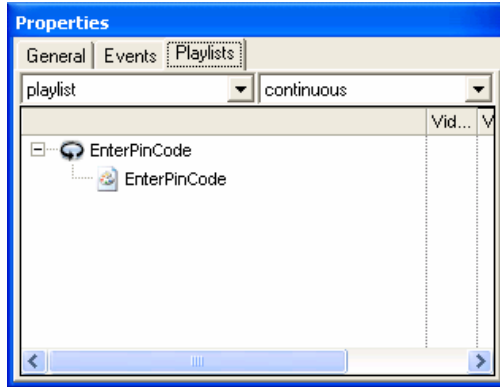 Properties
General Events Playlists
playlist continuous
Vid... V
EnterPinCode
EnterPinCode